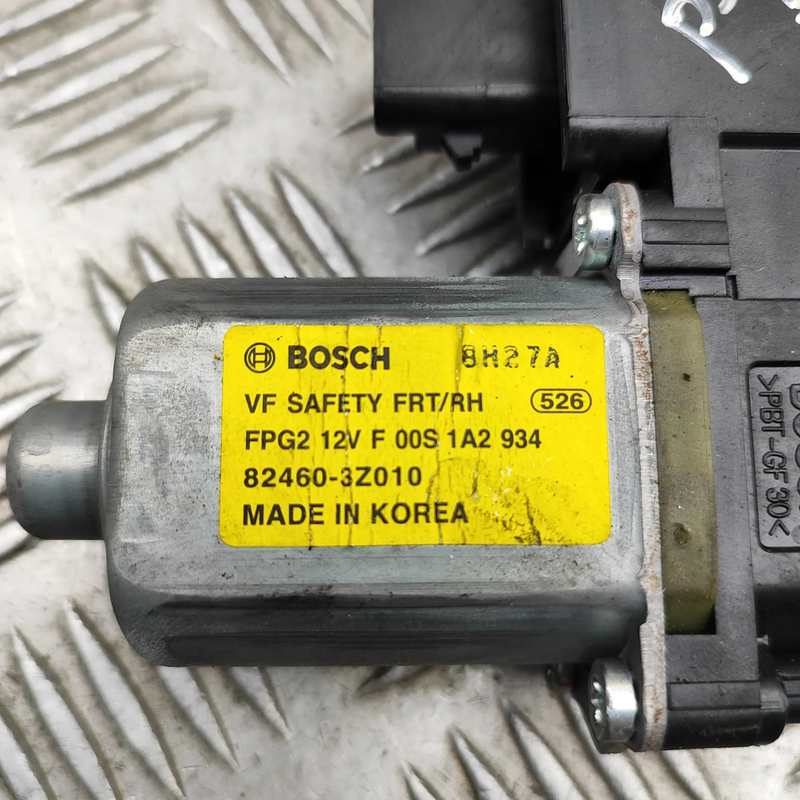 BOSCH 8H27A
VF SAFETY FRT/RH 526
FPG2 12V F 00S 1A2 934
82460-3Z010
MADE IN KOREA
>PBT-GF 30<